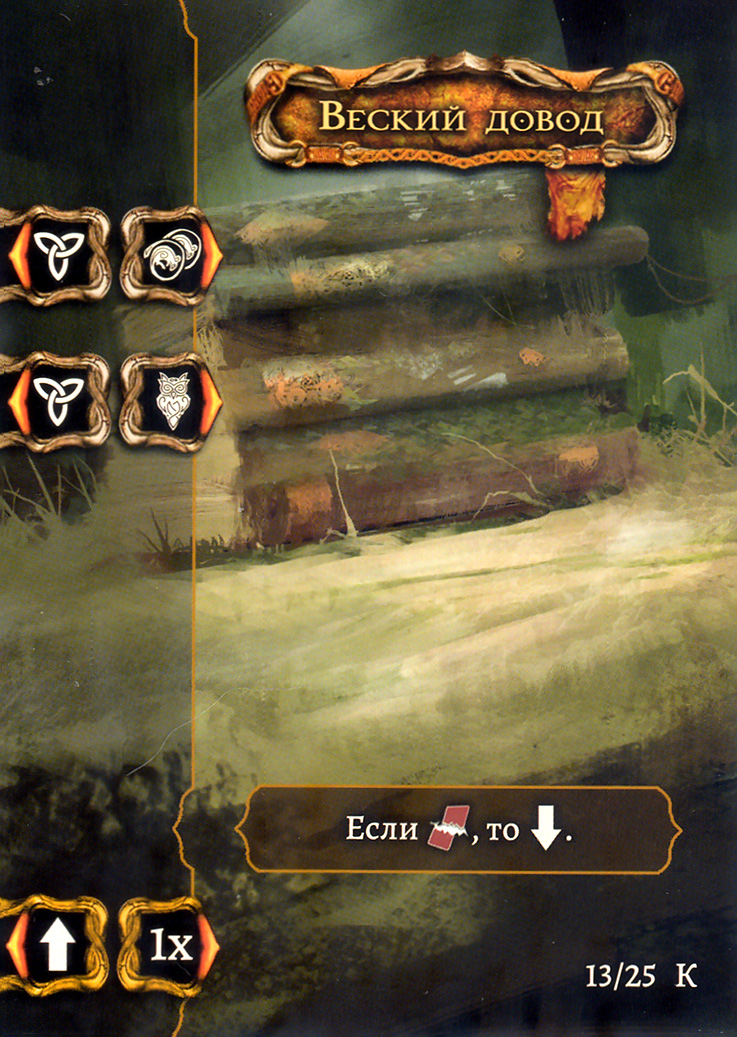 Веский довод
Если , то .
1x
13/25 К